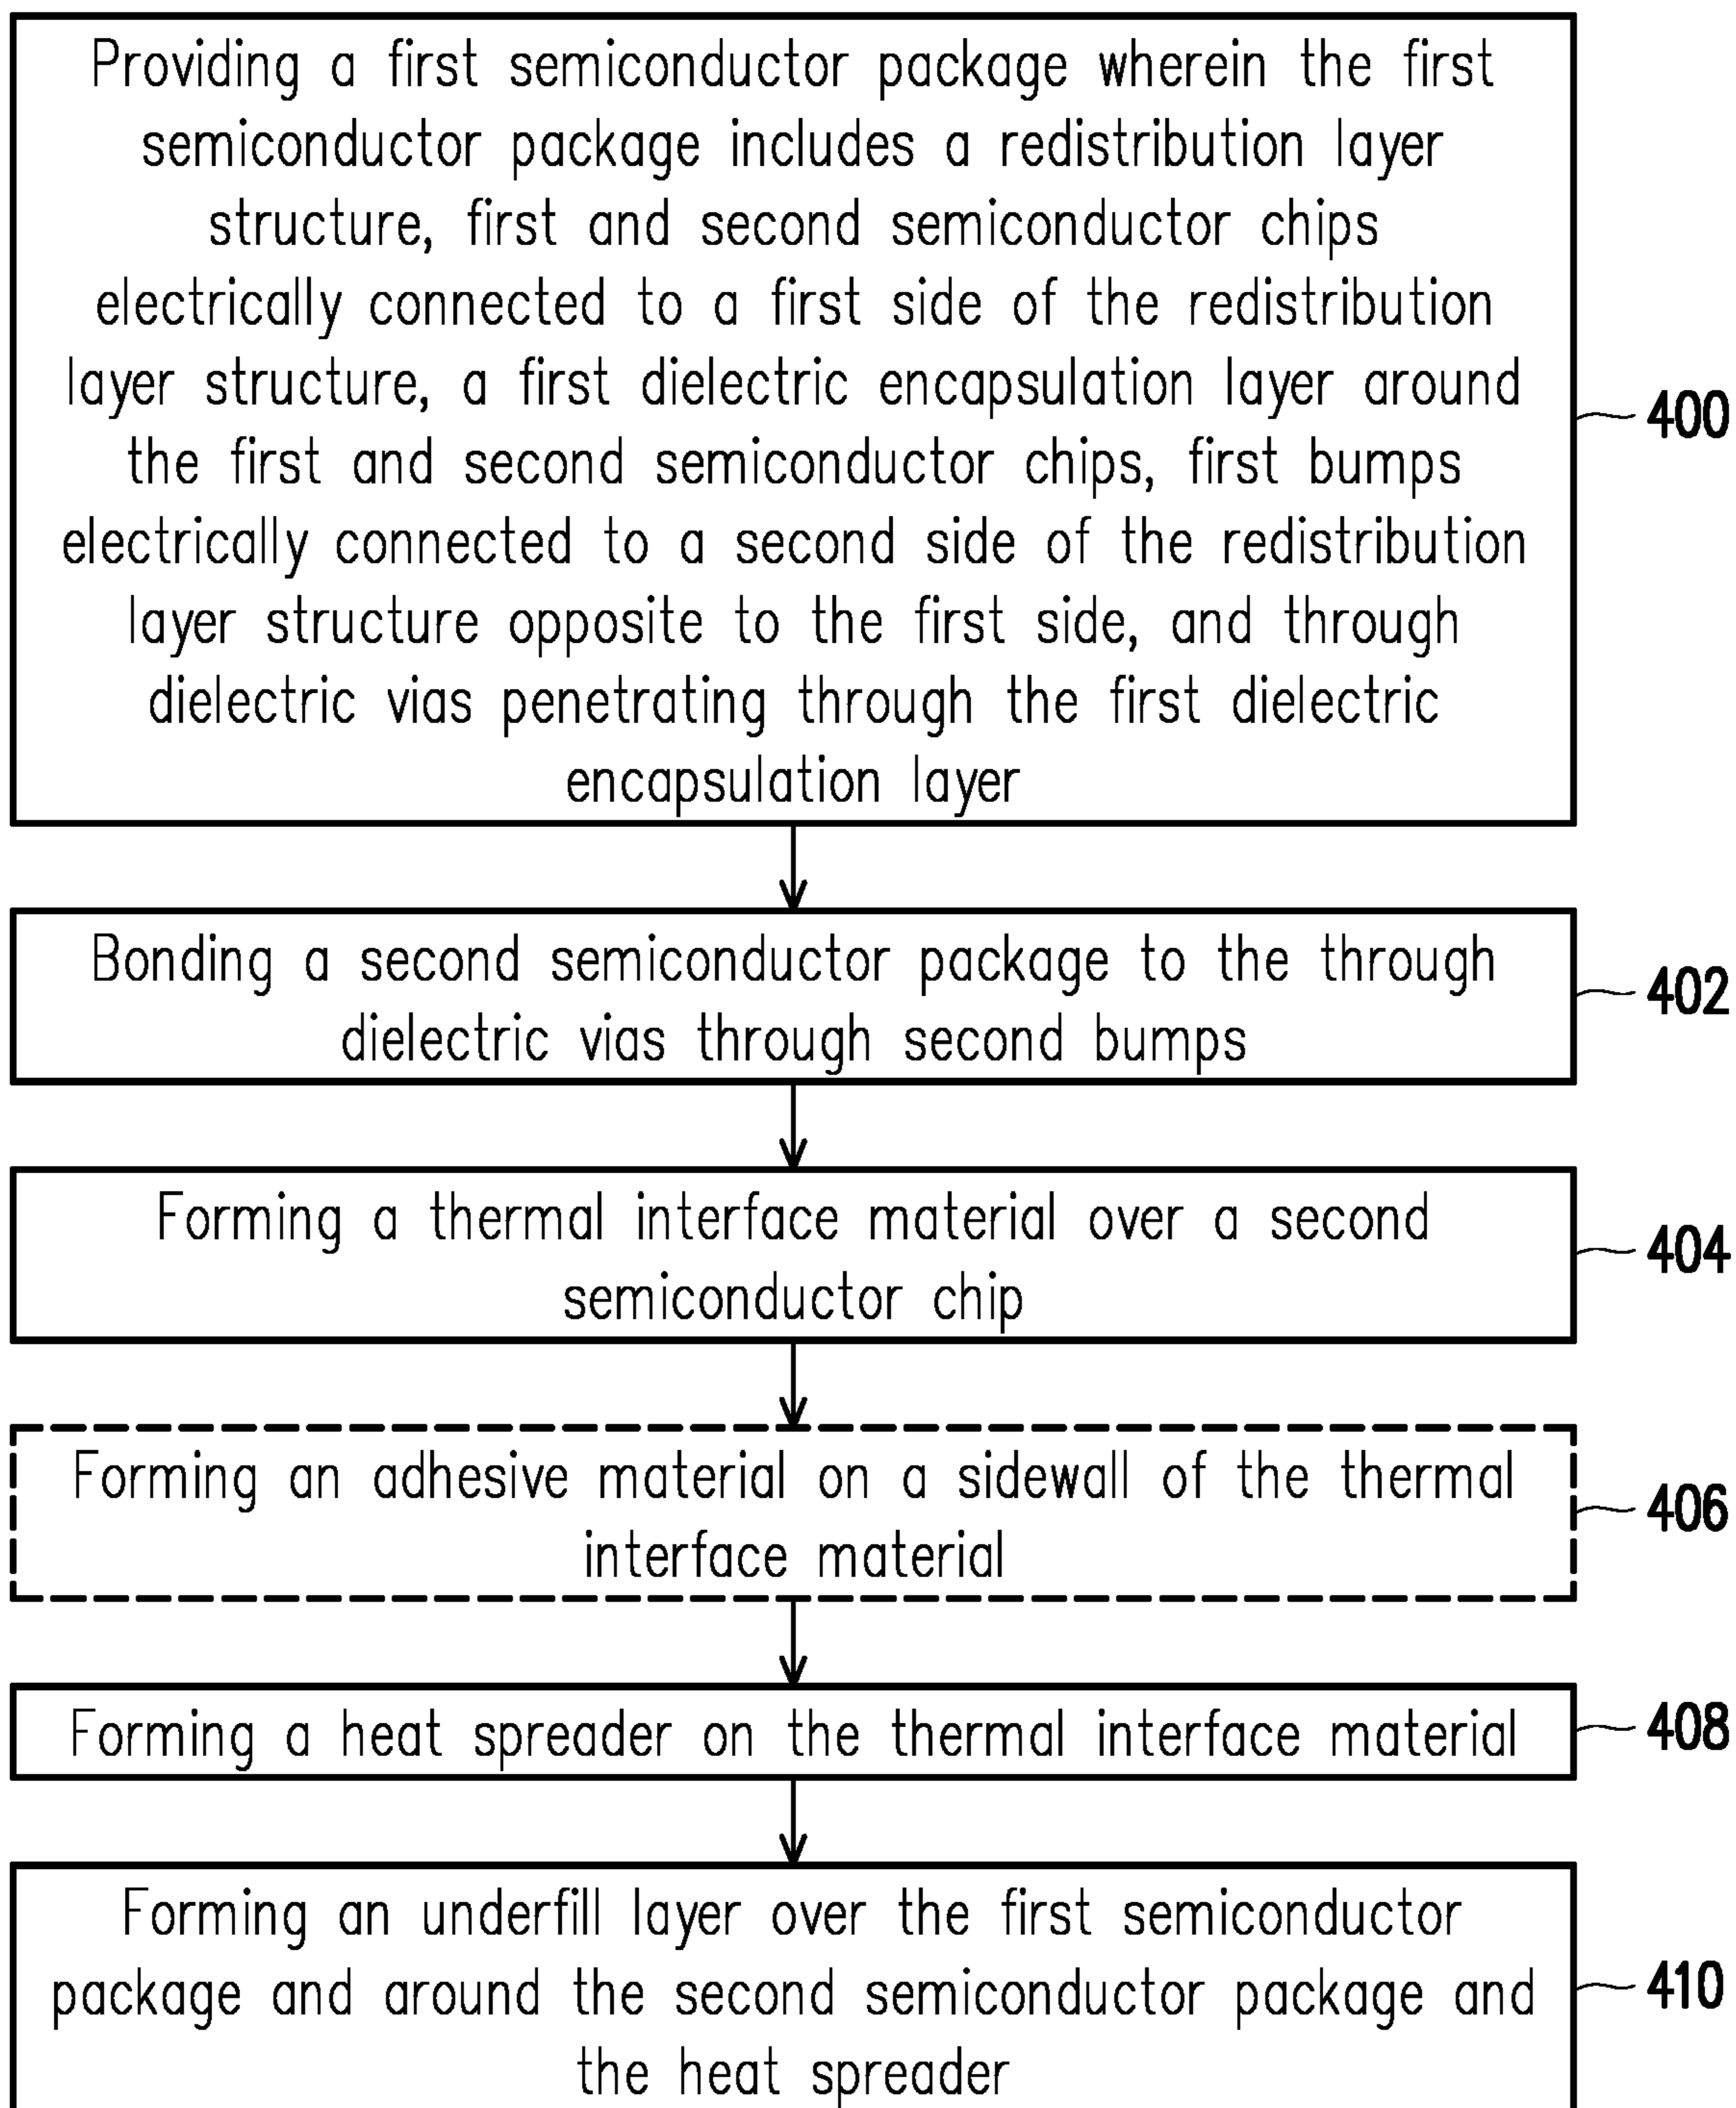 Providing a first semiconductor package wherein the first
semiconductor package includes a redistribution layer
structure, first and second semiconductor chips
electrically connected to a first side of the redistribution
layer structure, a first dielectric encapsulation layer around
the first and second semiconductor chips, first bumps
electrically connected to a second side of the redistribution
layer structure opposite to the first side, and through
dielectric vias penetrating through the first dielectric
encapsulation layer
400
Bonding a second semiconductor package to the through
dielectric vias through second bumps
402
Forming a thermal interface material over a second
semiconductor chip
404
Forming an adhesive material on a sidewall of the thermal
interface material
406
Forming a heat spreader on the thermal interface material
408
Forming an underfill layer over the first semiconductor
package and around the second semiconductor package and
the heat spreader
410